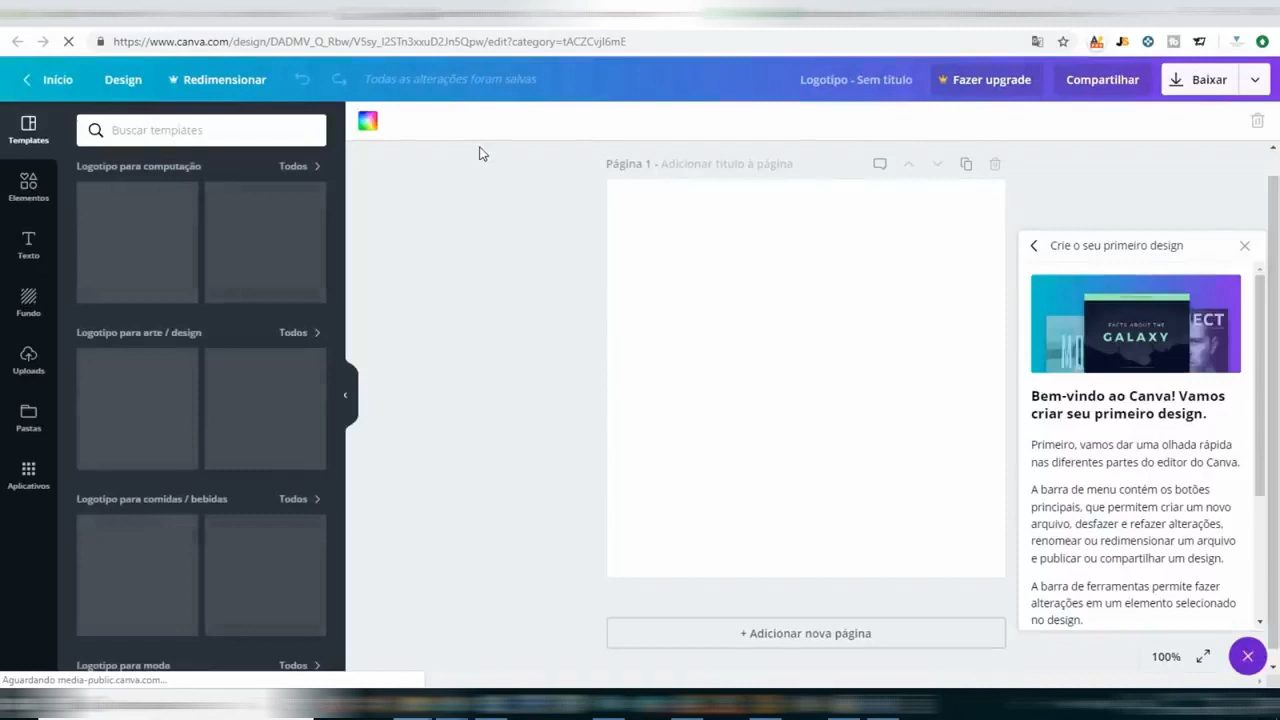 https://www.canva.com/design/DADMV_Q_Rbw/V5sy_I2STn3xxuD2Jn5Qpw/edit?category=tACZCvjI6mE
Início
Design
Redimensionar
Todas as alterações foram salvas
Logotipo - Sem título
Fazer upgrade
Compartilhar
Baixar
Templates
Elementos
Texto
Fundo
Uploads
Pastas
Aplicativos
Buscar templates
Logotipo para computação
Todos
Logotipo para arte / design
Todos
Logotipo para comidas / bebidas
Todos
Logotipo para moda
Todos
Página 1 - Adicionar título à página
+ Adicionar nova página
Crie o seu primeiro design
FACTS ABOUT THE
GALAXY
Bem-vindo ao Canva! Vamos
criar seu primeiro design.
Primeiro, vamos dar uma olhada rápida
nas diferentes partes do editor do Canva.
A barra de menu contém os botões
principais, que permitem criar um novo
arquivo, desfazer e refazer alterações,
renomear ou redimensionar um arquivo
e publicar ou compartilhar um design.
A barra de ferramentas permite fazer
alterações em um elemento selecionado
no design.
100%
Aguardando media-public.canva.com...